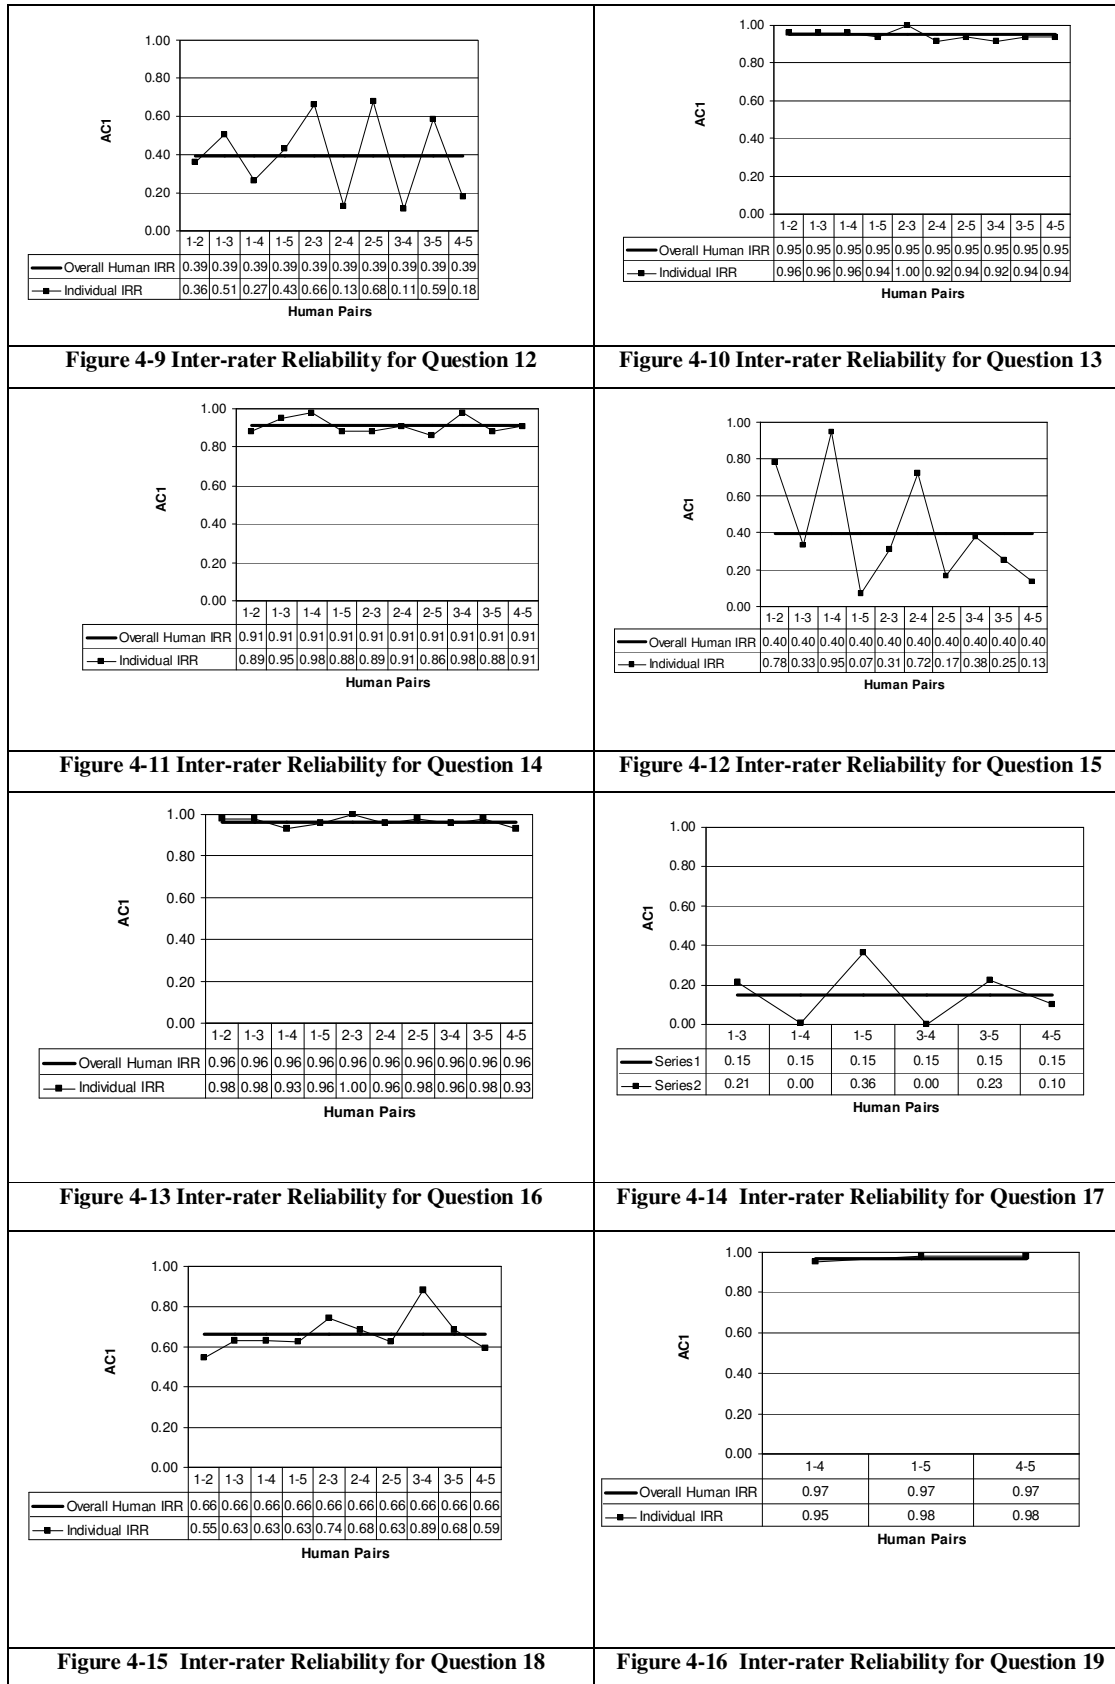 1.00
0.80
0.60
0.40
0.20
0.00
AC1
1-2 1-3 1-4 1-5 2-3 2-4 2-5 3-4 3-5 4-5
Overall Human IRR 0.39 0.39 0.39 0.39 0.39 0.39 0.39 0.39 0.39 0.39
Individual IRR 0.36 0.51 0.27 0.43 0.66 0.13 0.68 0.11 0.59 0.18
Human Pairs
Figure 4-9 Inter-rater Reliability for Question 12
1.00
0.80
0.60
0.40
0.20
0.00
AC1
1-2 1-3 1-4 1-5 2-3 2-4 2-5 3-4 3-5 4-5
Overall Human IRR 0.95 0.95 0.95 0.95 0.95 0.95 0.95 0.95 0.95 0.95
Individual IRR 0.96 0.96 0.96 0.94 1.00 0.92 0.94 0.92 0.94 0.94
Human Pairs
Figure 4-10 Inter-rater Reliability for Question 13
1.00
0.80
0.60
0.40
0.20
0.00
AC1
1-2 1-3 1-4 1-5 2-3 2-4 2-5 3-4 3-5 4-5
Overall Human IRR 0.91 0.91 0.91 0.91 0.91 0.91 0.91 0.91 0.91 0.91
Individual IRR 0.89 0.95 0.98 0.88 0.89 0.91 0.86 0.98 0.88 0.91
Human Pairs
Figure 4-11 Inter-rater Reliability for Question 14
1.00
0.80
0.60
0.40
0.20
0.00
AC1
1-2 1-3 1-4 1-5 2-3 2-4 2-5 3-4 3-5 4-5
Overall Human IRR 0.40 0.40 0.40 0.40 0.40 0.40 0.40 0.40 0.40 0.40
Individual IRR 0.78 0.33 0.95 0.07 0.31 0.72 0.17 0.38 0.25 0.13
Human Pairs
Figure 4-12 Inter-rater Reliability for Question 15
1.00
0.80
0.60
0.40
0.20
0.00
AC1
1-2 1-3 1-4 1-5 2-3 2-4 2-5 3-4 3-5 4-5
Overall Human IRR 0.96 0.96 0.96 0.96 0.96 0.96 0.96 0.96 0.96 0.96
Individual IRR 0.98 0.98 0.93 0.96 1.00 0.96 0.98 0.96 0.98 0.93
Human Pairs
Figure 4-13 Inter-rater Reliability for Question 16
1.00
0.80
0.60
0.40
0.20
0.00
AC1
1-3 1-4 1-5 3-4 3-5 4-5
Series1 0.15 0.15 0.15 0.15 0.15 0.15
Series2 0.21 0.00 0.36 0.00 0.23 0.10
Human Pairs
Figure 4-14 Inter-rater Reliability for Question 17
1.00
0.80
0.60
0.40
0.20
0.00
AC1
1-2 1-3 1-4 1-5 2-3 2-4 2-5 3-4 3-5 4-5
Overall Human IRR 0.66 0.66 0.66 0.66 0.66 0.66 0.66 0.66 0.66 0.66
Individual IRR 0.55 0.63 0.63 0.63 0.74 0.68 0.63 0.89 0.68 0.59
Human Pairs
Figure 4-15 Inter-rater Reliability for Question 18
1.00
0.80
0.60
0.40
0.20
0.00
AC1
1-4 1-5 4-5
Overall Human IRR 0.97 0.97 0.97
Individual IRR 0.95 0.98 0.98
Human Pairs
Figure 4-16 Inter-rater Reliability for Question 19